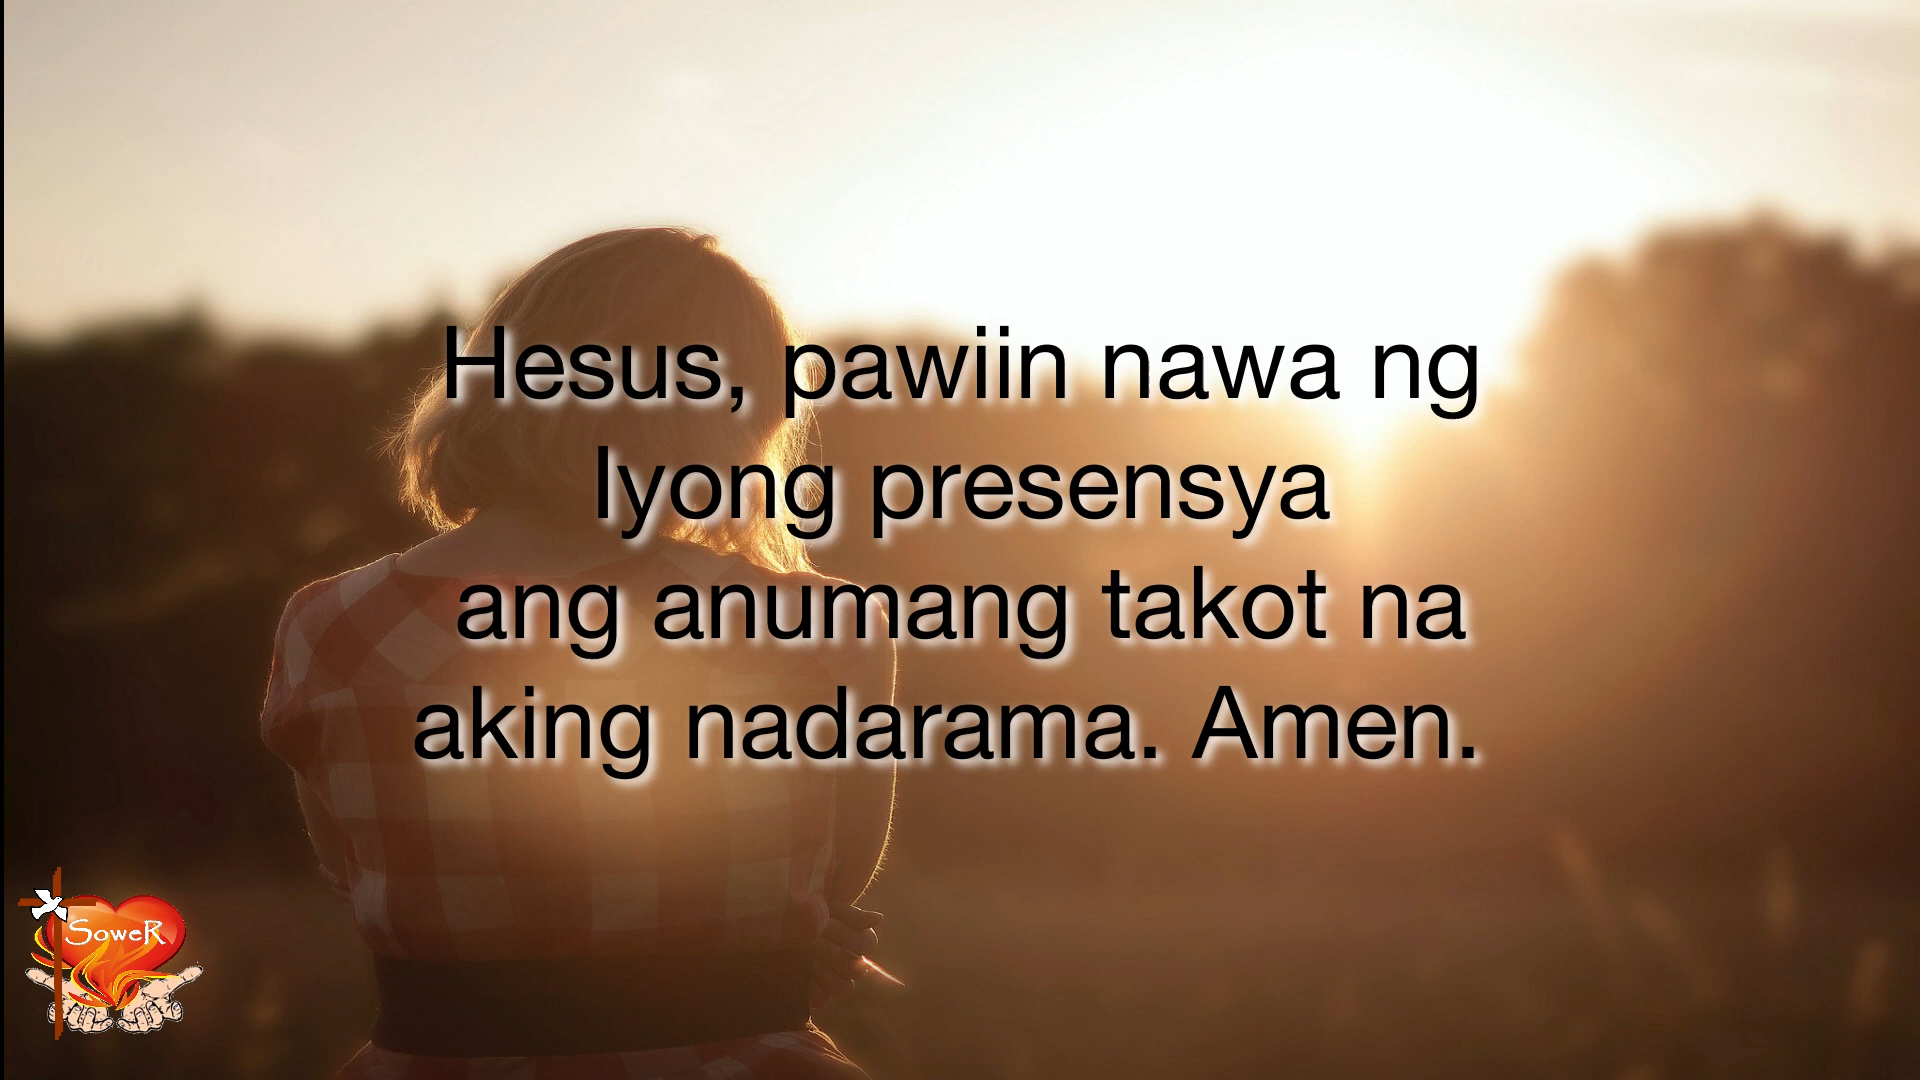 Hesus, pawiin nawa ng
Iyong presensya
ang anumang takot na
aking nadarama. Amen.
SoweR